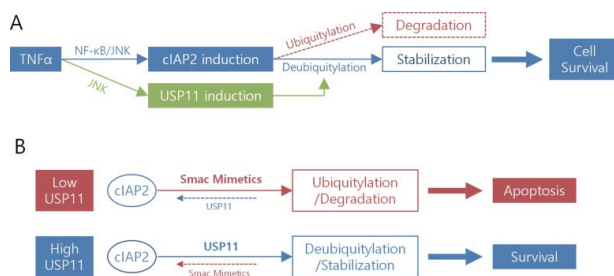 A
Degradation
Ubiquitylation
TNFα
NF-κB/JNK
cIAP2 induction
Deubiquitylation
Stabilization
Cell
Survival
JNK
USP11 induction
B
Low
USP11
cIAP2
Smac Mimetics
USP11
Ubiquitylation
/Degradation
Apoptosis
High
USP11
cIAP2
USP11
Smac Mimetics
Deubiquitylation
/Stabilization
Survival